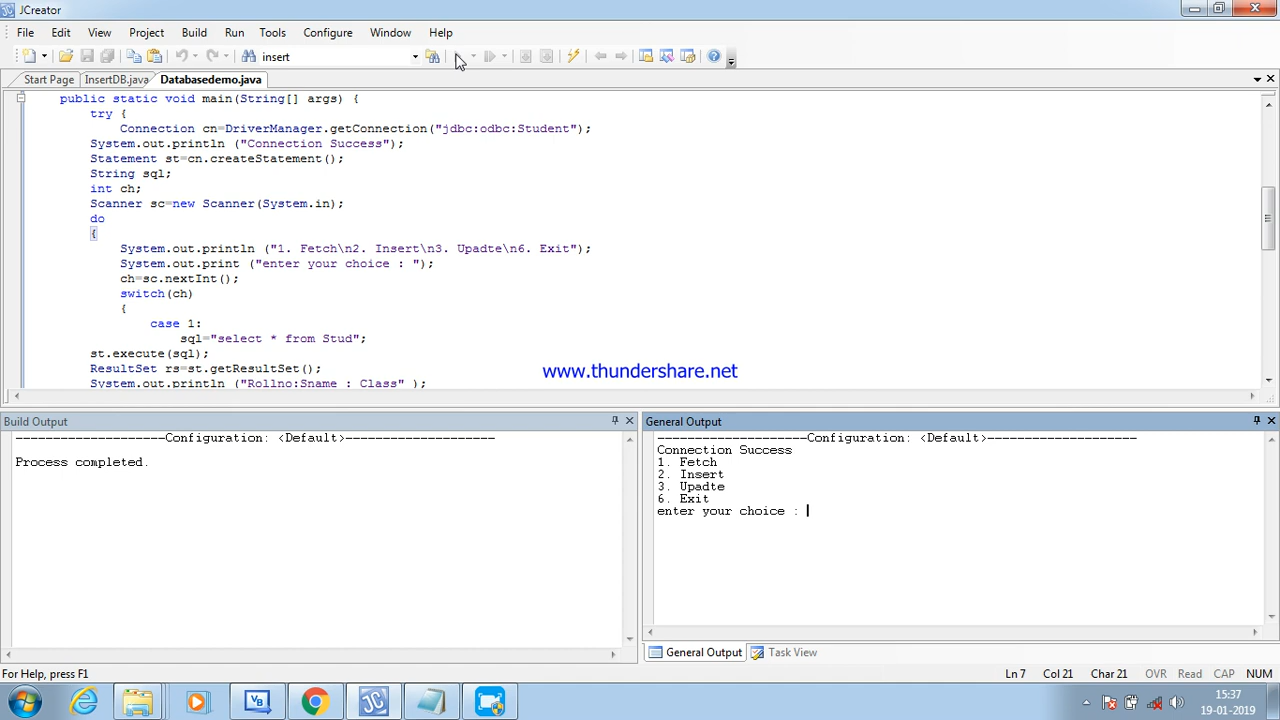 JCreator
File Edit View Project Build Run Tools Configure Window Help
insert
Start Page InsertDB.java Databasedemo.java
public static void main(String[] args) {
try {
Connection cn=DriverManager.getConnection("jdbc:odbc:Student");
System.out.println ("Connection Success");
Statement st=cn.createStatement();
String sql;
int ch;
Scanner sc=new Scanner(System.in);
do
{
System.out.println ("1. Fetch\n2. Insert\n3. Upadte\n6. Exit");
System.out.print ("enter your choice : ");
ch=sc.nextInt();
switch(ch)
{
case 1:
sql="select * from Stud";
st.execute(sql);
ResultSet rs=st.getResultSet();
System.out.println ("Rollno:Sname : Class" );
www.thundershare.net
Build Output
--------------------Configuration: <Default>--------------------
Process completed.
General Output
--------------------Configuration: <Default>--------------------
Connection Success
1. Fetch
2. Insert
3. Upadte
6. Exit
enter your choice :
General Output Task View
For Help, press F1
Ln 7 Col 21 Char 21 OVR Read CAP NUM
VB
JC
15:37
19-01-2019